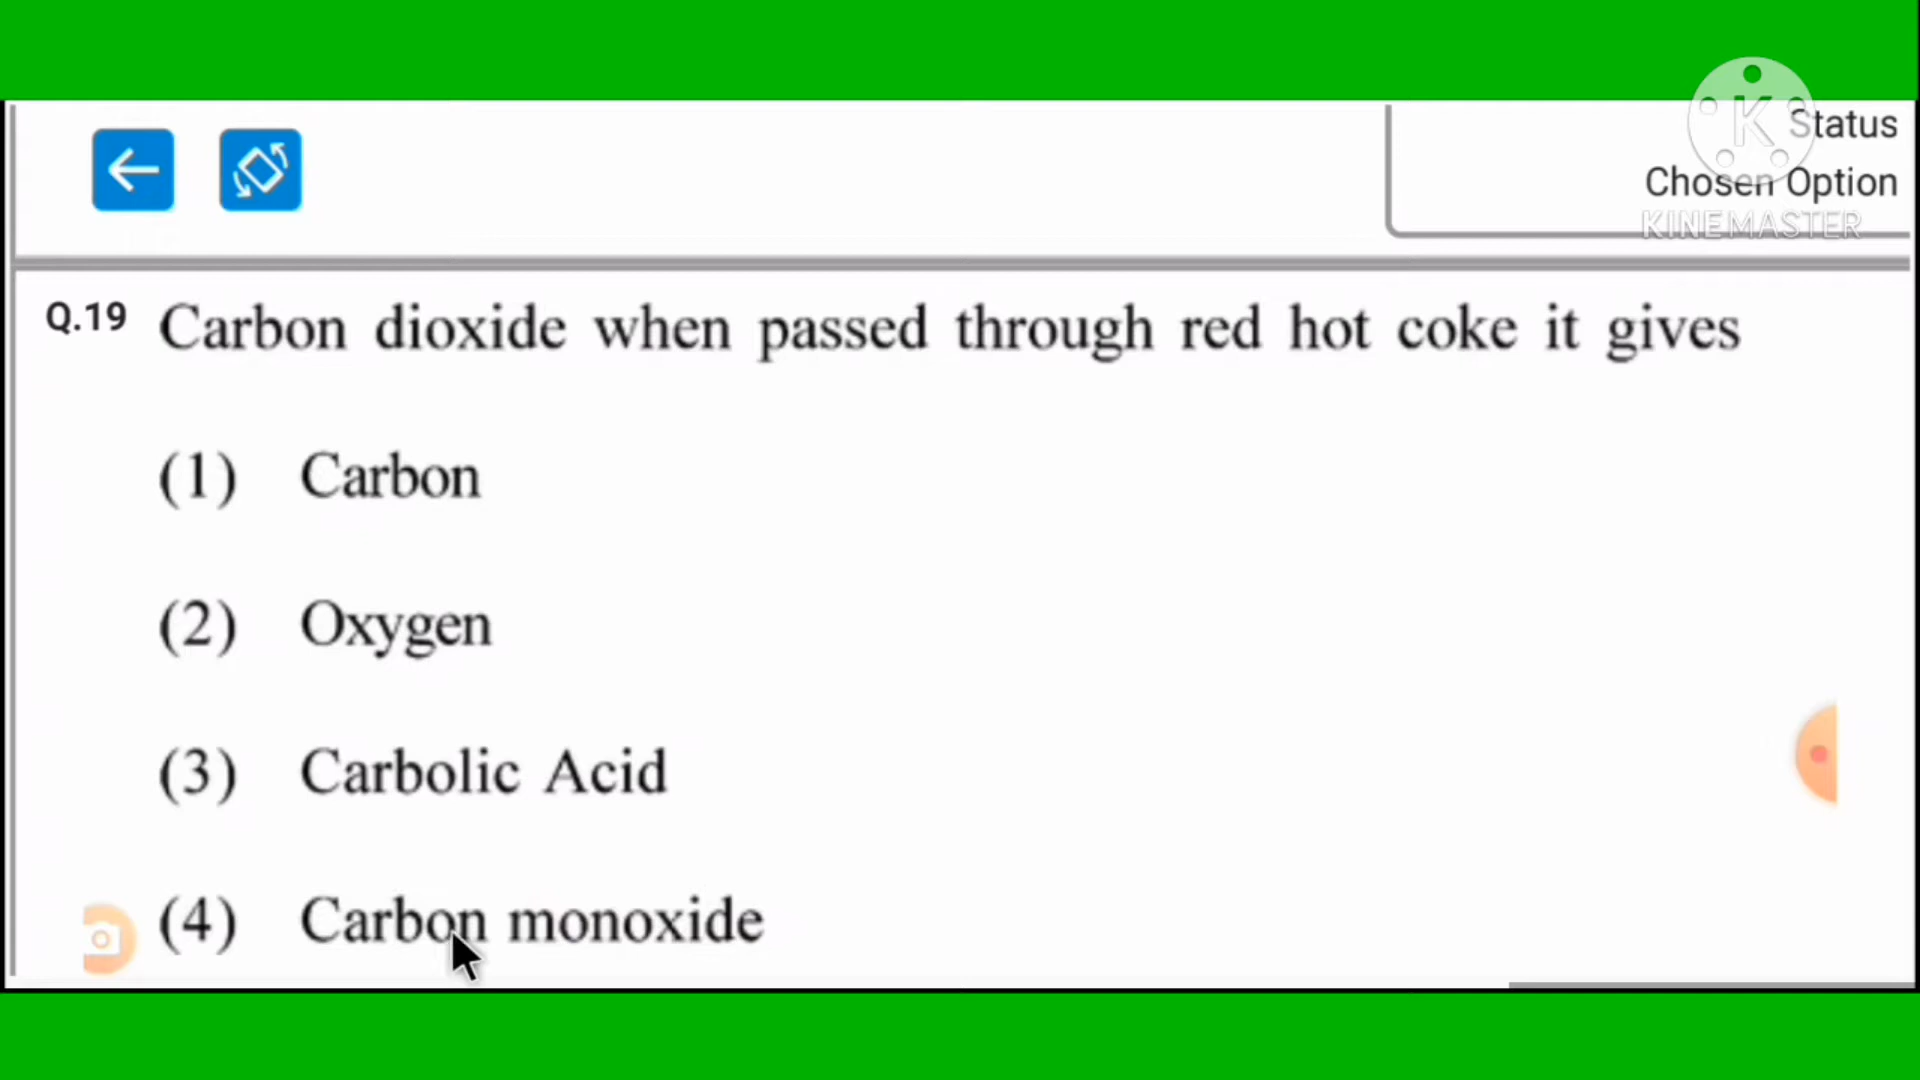 Status
Chosen Option
KINEMASTER
Q.19 Carbon dioxide when passed through red hot coke it gives
(1) Carbon
(2) Oxygen
(3) Carbolic Acid
(4) Carbon monoxide